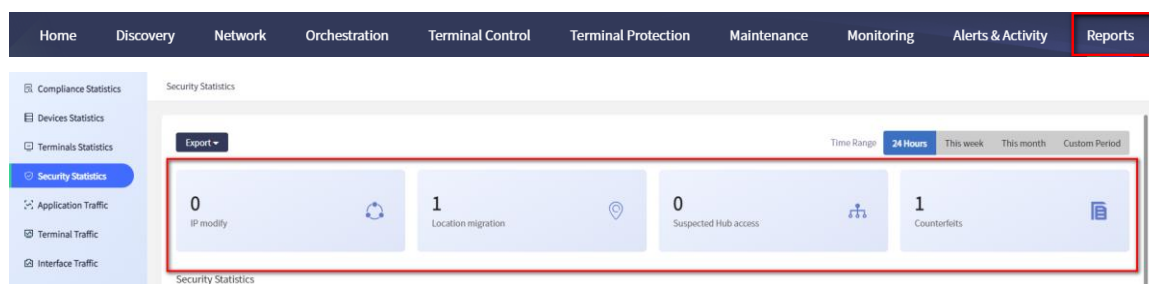 Home Discovery Network Orchestration Terminal Control Terminal Protection Maintenance Monitoring Alerts & Activity Reports
Compliance Statistics
Devices Statistics
Terminals Statistics
Security Statistics
Application Traffic
Terminal Traffic
Interface Traffic
Security Statistics
Export
Time Range 24 Hours This week This month Custom Period
0
IP modify
1
Location migration
0
Suspected Hub access
1
Counterfeits
Security Statistics